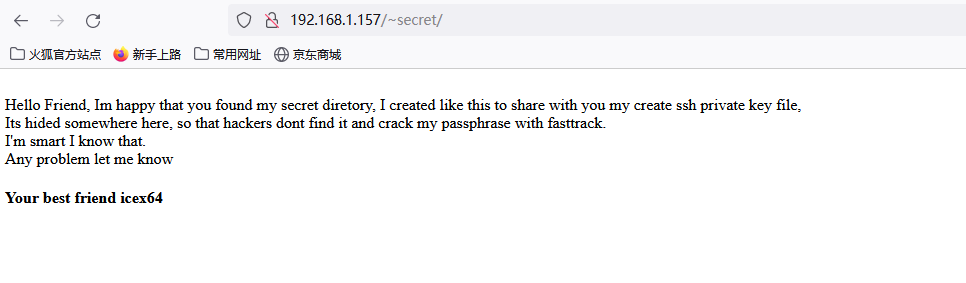 192.168.1.157/~secret/
火狐官方站点 新手上路 常用网址 京东商城
Hello Friend, Im happy that you found my secret diretory, I created like this to share with you my create ssh private key file,
Its hided somewhere here, so that hackers dont find it and crack my passphrase with fasttrack.
I'm smart I know that.
Any problem let me know
Your best friend icex64